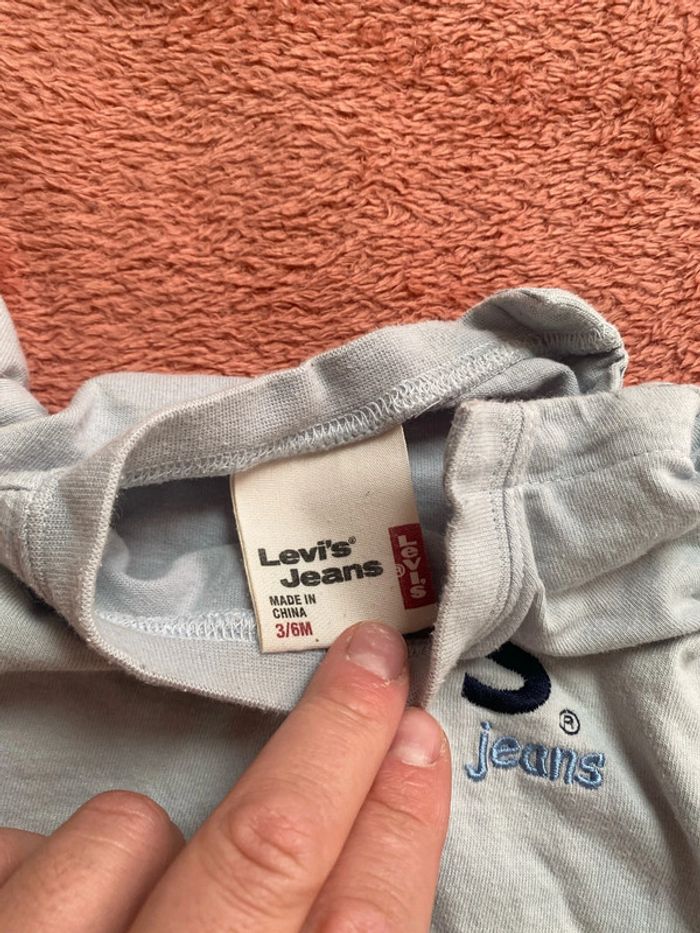 Levi's®
Jeans
®
Levi's
MADE IN
CHINA
3/6M
S
®
jeans